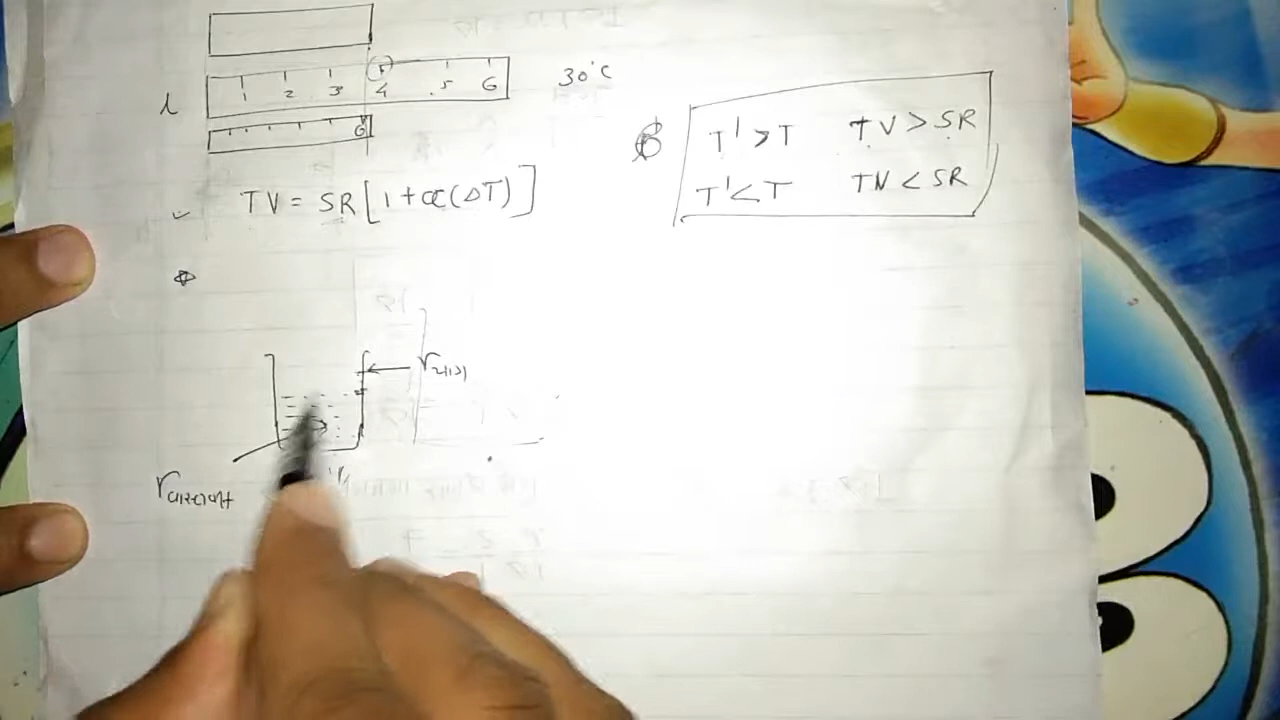 1 2 3 4 5 6
30°C
l
6
T' > T TV > SR
T' < T TV < SR
TV = SR [1+α(ΔT)]
r
r